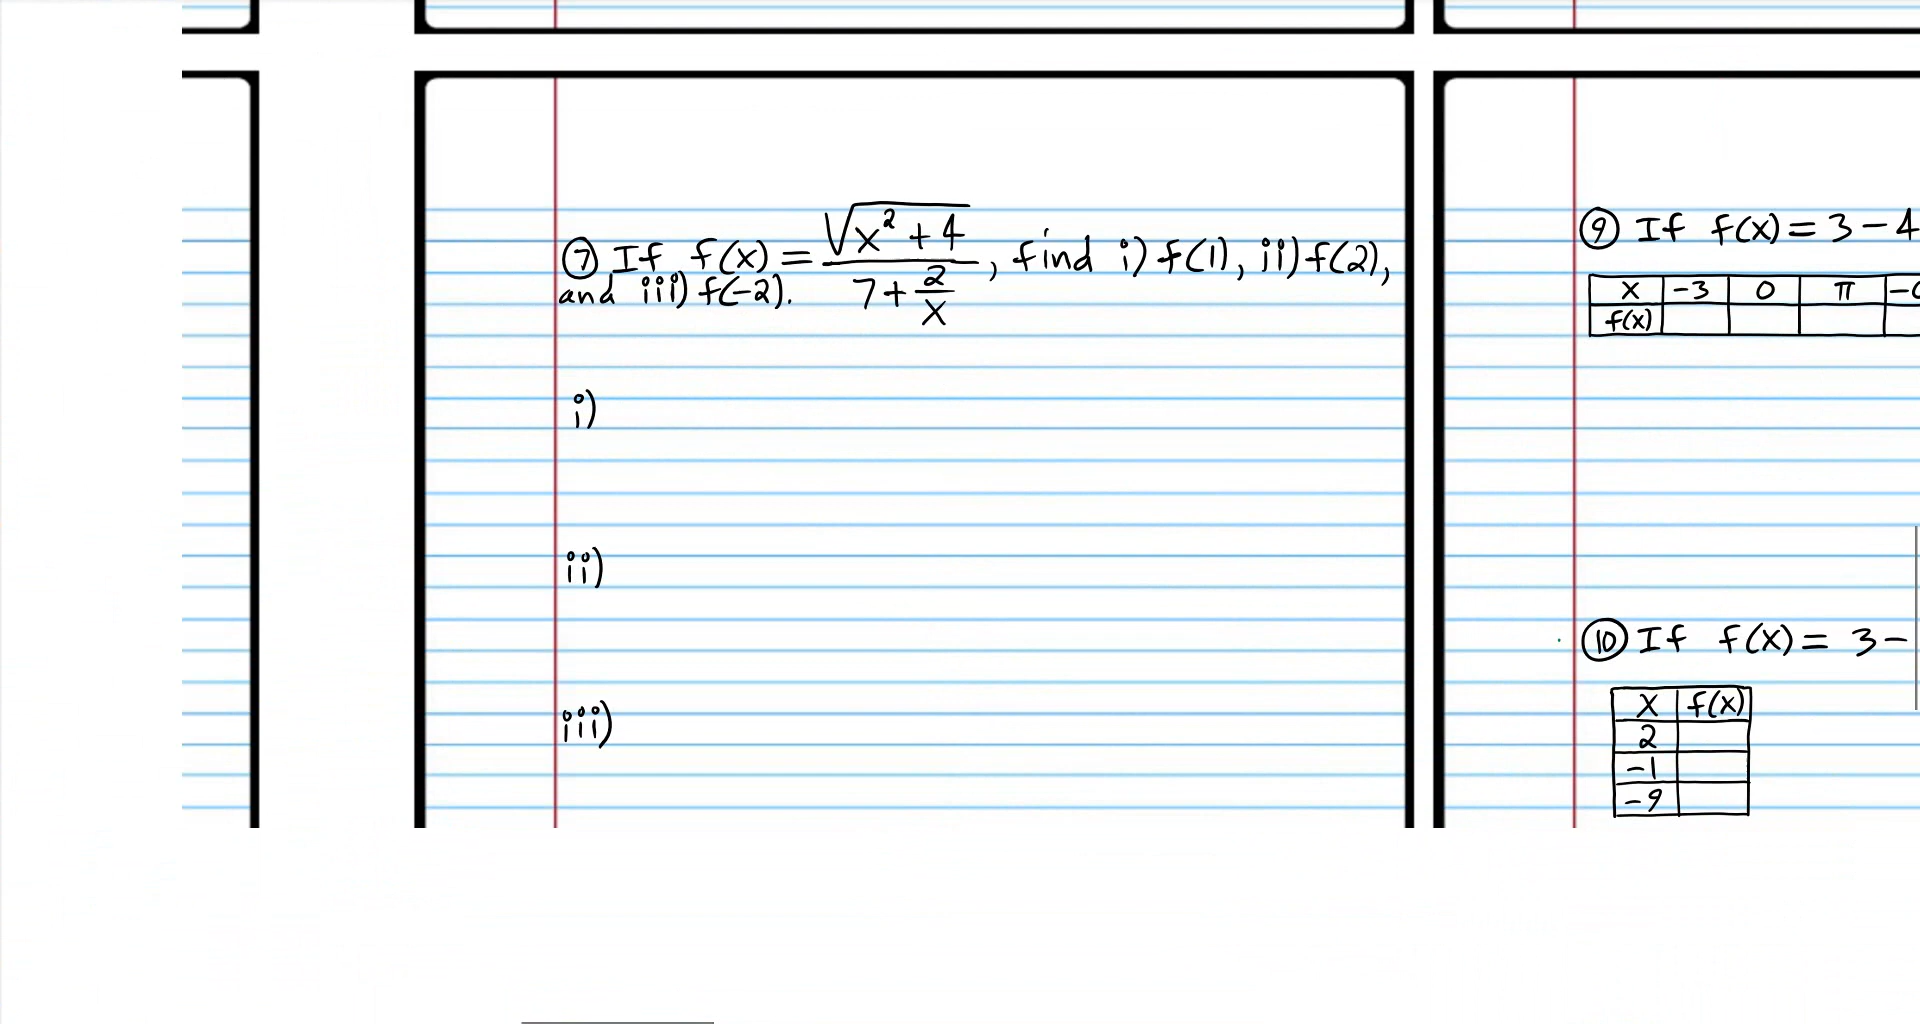 ⑦ If f(x) = √(x² + 4) / (7 + 2/x), find i) f(1), ii) f(2),
and iii) f(-2).
i)
ii)
iii)
⑨ If f(x) = 3 - 4
x -3 0 π
f(x)
⑩ If f(x) = 3 -
x f(x)
2
-1
-9